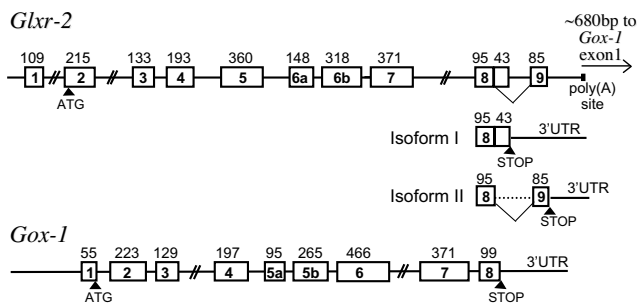 Glxr-2
~680bp to
Gox-1
exon1
109 215 133 193 360 148 318 371 95 43 85
1 2 3 4 5 6a 6b 7 8 9
ATG
poly(A)
site
95 43
Isoform I 8 3'UTR
STOP
95 85
Isoform II 8 9 3'UTR
STOP
Gox-1
55 223 129 197 95 265 466 371 99
1 2 3 4 5a 5b 6 7 8 3'UTR
ATG STOP